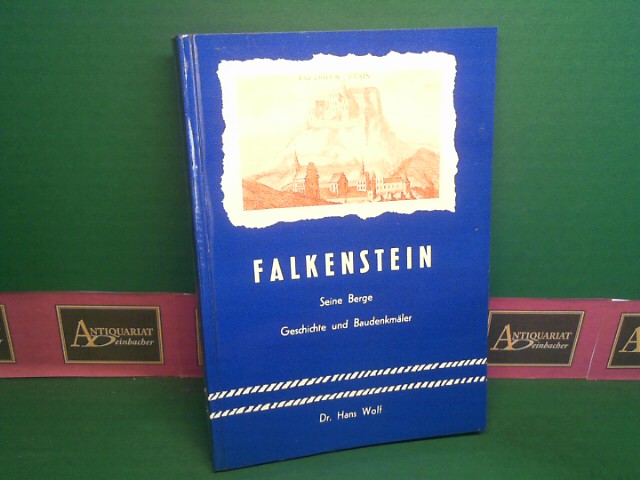 FALKENSTEIN
Seine Berge
Geschichte und Baudenkmäler
Dr. Hans Wolf
ANTIQUARIAT
Deinbacher
ANTIQUARIAT
Deinbacher